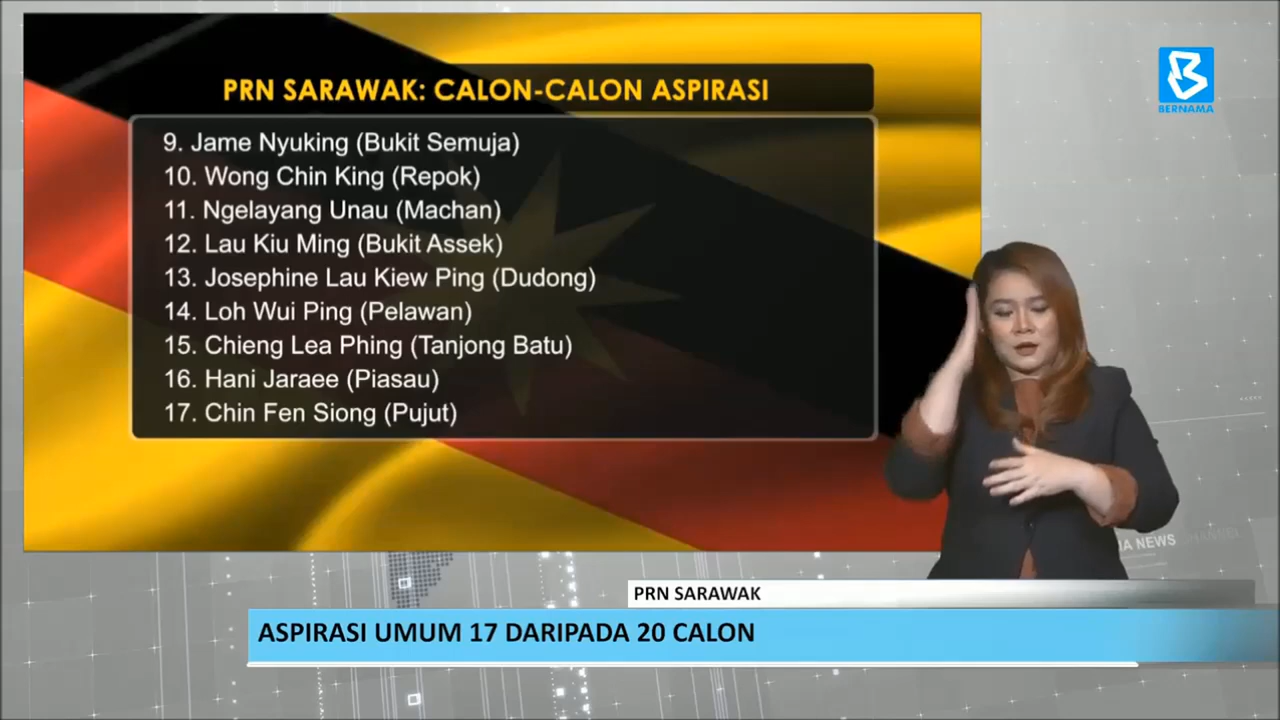 PRN SARAWAK: CALON-CALON ASPIRASI
BERNAMA
9. Jame Nyuking (Bukit Semuja)
10. Wong Chin King (Repok)
11. Ngelayang Unau (Machan)
12. Lau Kiu Ming (Bukit Assek)
13. Josephine Lau Kiew Ping (Dudong)
14. Loh Wui Ping (Pelawan)
15. Chieng Lea Phing (Tanjong Batu)
16. Hani Jaraee (Piasau)
17. Chin Fen Siong (Pujut)
NEWS CHANNEL
PRN SARAWAK
ASPIRASI UMUM 17 DARIPADA 20 CALON